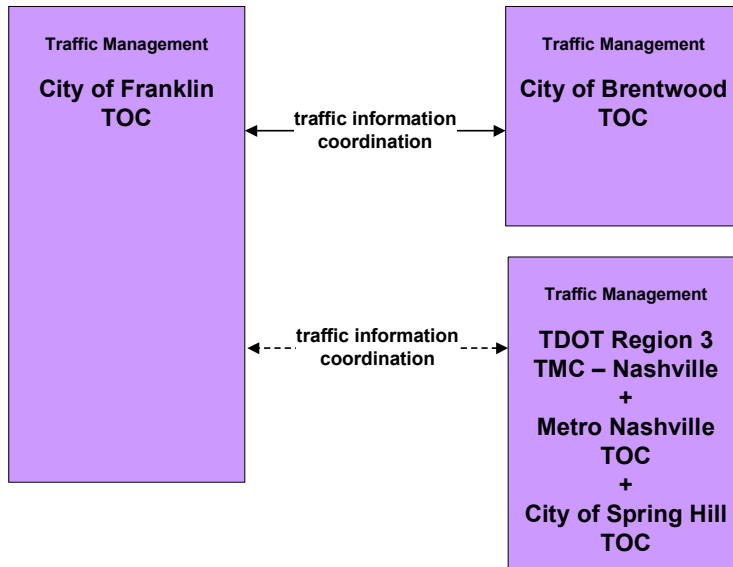 Traffic Management
City of Franklin
TOC
traffic information
coordination
Traffic Management
City of Brentwood
TOC
traffic information
coordination
Traffic Management
TDOT Region 3
TMC – Nashville
+
Metro Nashville
TOC
+
City of Spring Hill
TOC